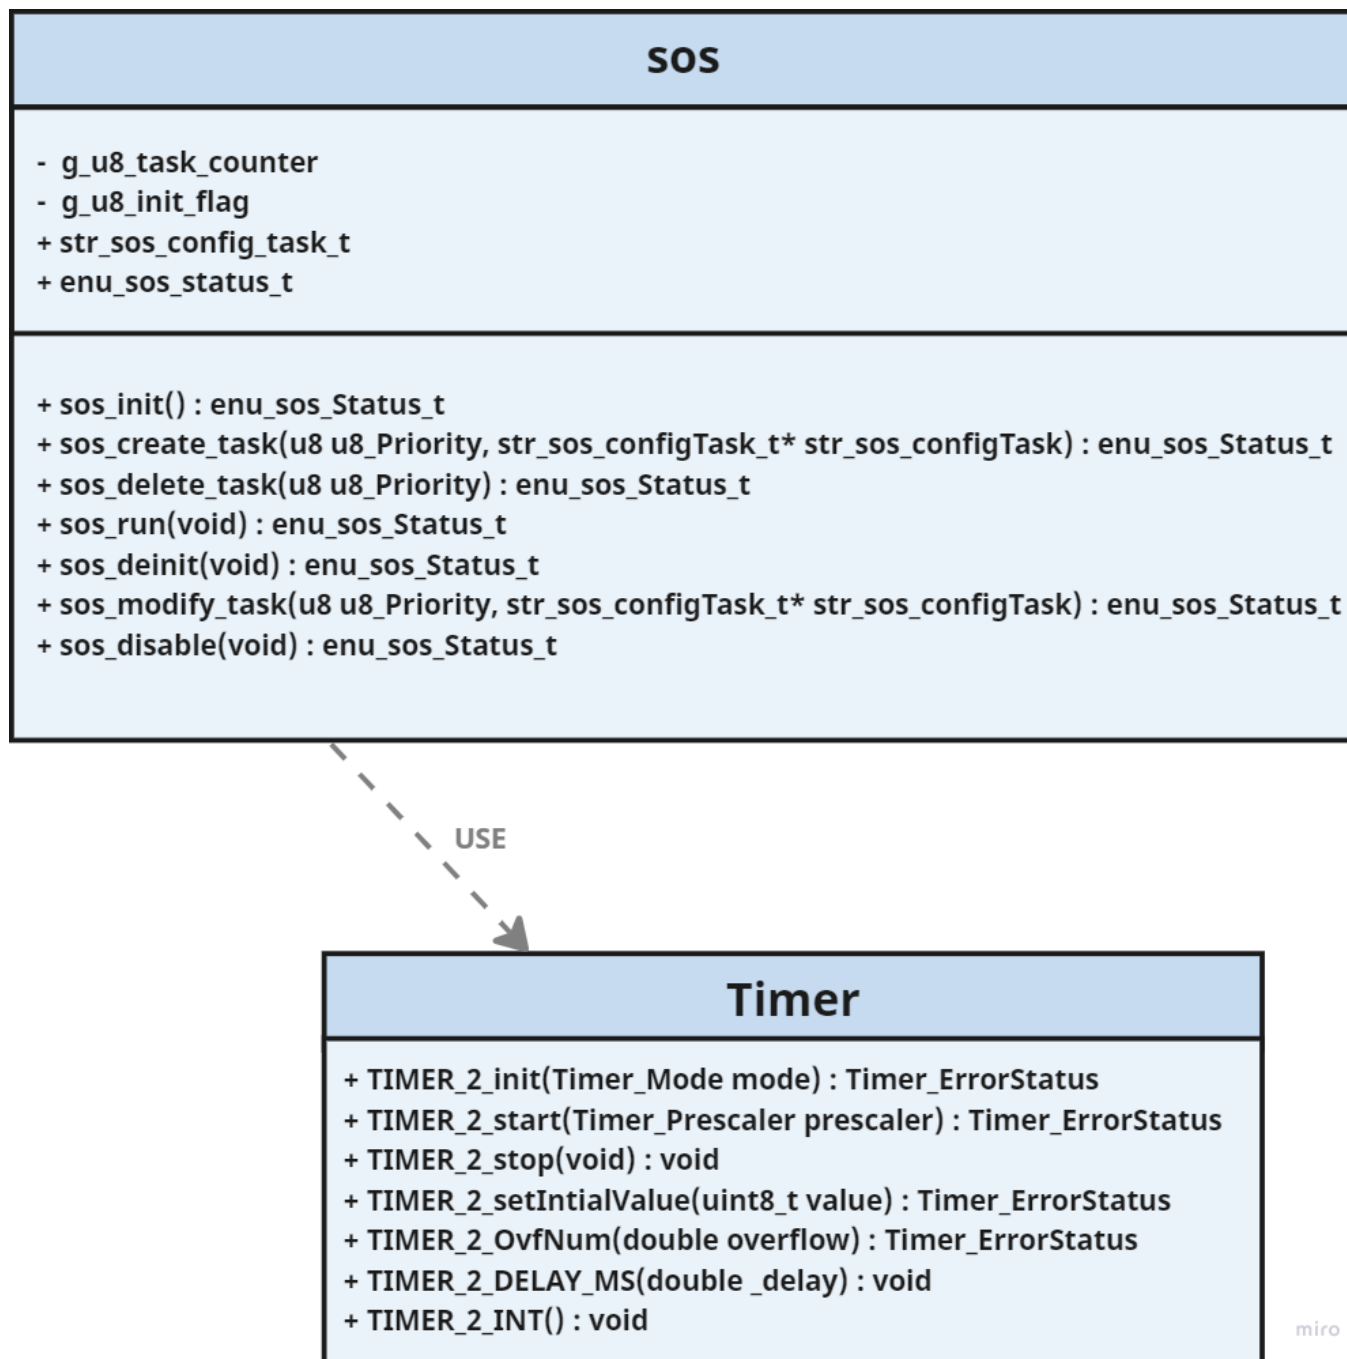 sos
- g_u8_task_counter
- g_u8_init_flag
+ str_sos_config_task_t
+ enu_sos_status_t
+ sos_init() : enu_sos_Status_t
+ sos_create_task(u8 u8_Priority, str_sos_configTask_t* str_sos_configTask) : enu_sos_Status_t
+ sos_delete_task(u8 u8_Priority) : enu_sos_Status_t
+ sos_run(void) : enu_sos_Status_t
+ sos_deinit(void) : enu_sos_Status_t
+ sos_modify_task(u8 u8_Priority, str_sos_configTask_t* str_sos_configTask) : enu_sos_Status_t
+ sos_disable(void) : enu_sos_Status_t
USE
Timer
+ TIMER_2_init(Timer_Mode mode) : Timer_ErrorStatus
+ TIMER_2_start(Timer_Prescaler prescaler) : Timer_ErrorStatus
+ TIMER_2_stop(void) : void
+ TIMER_2_setIntialValue(uint8_t value) : Timer_ErrorStatus
+ TIMER_2_OvfNum(double overflow) : Timer_ErrorStatus
+ TIMER_2_DELAY_MS(double _delay) : void
+ TIMER_2_INT() : void
miro